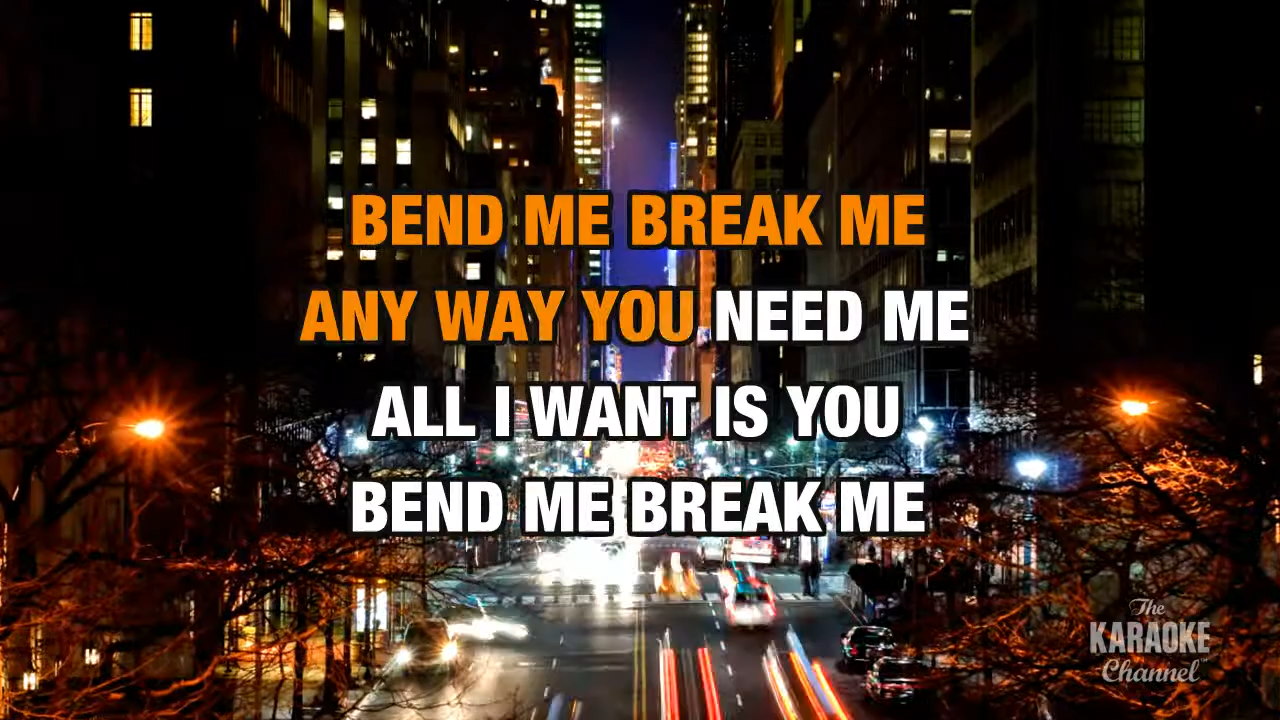 BEND ME BREAK ME
ANY WAY YOU NEED ME
ALL I WANT IS YOU
BEND ME BREAK ME
The
KARAOKE
Channel™